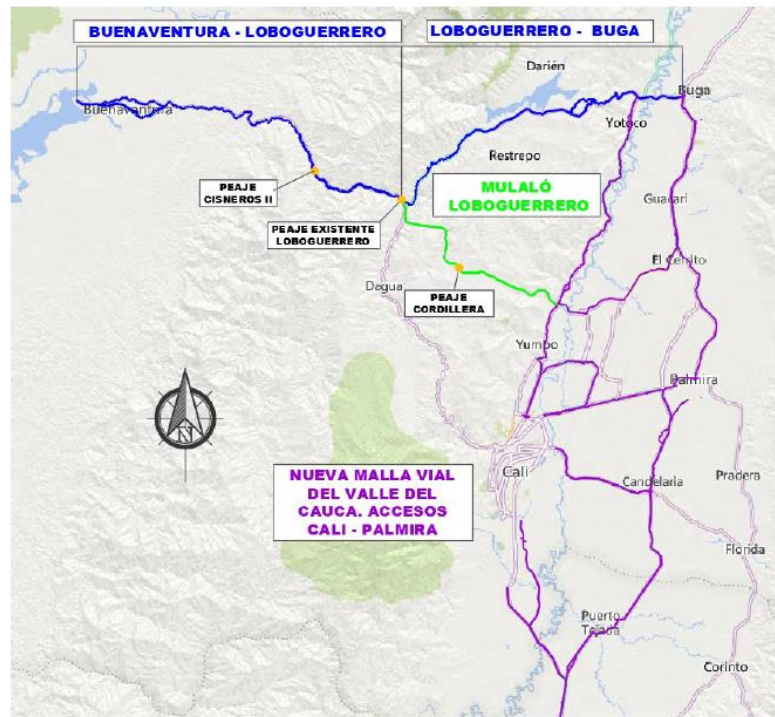 BUENAVENTURA - LOBOGUERRERO
LOBOGUERRERO - BUGA
Darién
Buenaventura
Buga
Yotoco
Restrepo
PEAJE
CISNEROS II
MULALÓ
LOBOGUERRERO
Guacarí
PEAJE EXISTENTE
LOBOGUERRERO
El Cerrito
Dagua
PEAJE
CORDILLERA
Yumbo
Palmira
N
NUEVA MALLA VIAL
DEL VALLE DEL
CAUCA. ACCESOS
CALI - PALMIRA
Cali
Candelaria
Pradera
Florida
Puerto
Tejada
Corinto